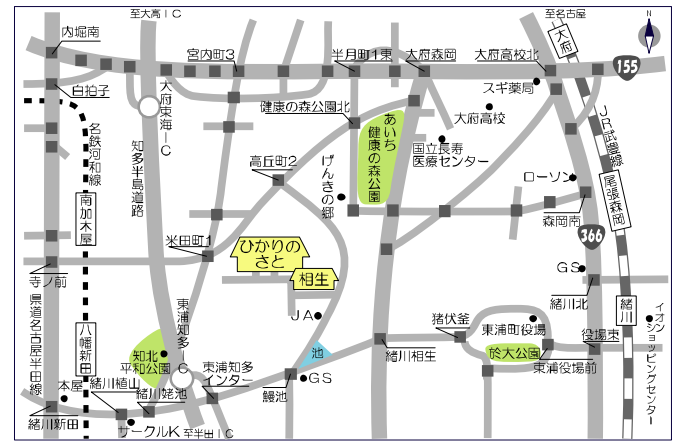 至大高IC
至名古屋
N
内堀南
宮内町3
半月町1東
大府森岡
大府高校北
大府
155
白拍子
大府東海IC
スギ薬局
健康の森公園北
大府高校
あいち
健康の森公園
国立長寿
医療センター
JR武豊線
名鉄河和線
知多半島道路
高丘町2
げんきの郷
ローソン
尾張森岡
南加木屋
森岡南
366
米田町1
ひかりの
さと
相生
寺ノ前
GS
緒川北
県道名古屋半田線
東浦知多IC
JA
猪伏釜
東浦町役場
緒川
イオン
ショッピングセンター
役場東
八幡新田
知北
平和公園
池
緒川相生
於大公園
東浦役場前
東浦知多
インター
本屋
緒川植山
緒川姥池
鰻池
GS
緒川新田
サークルK
至半田IC